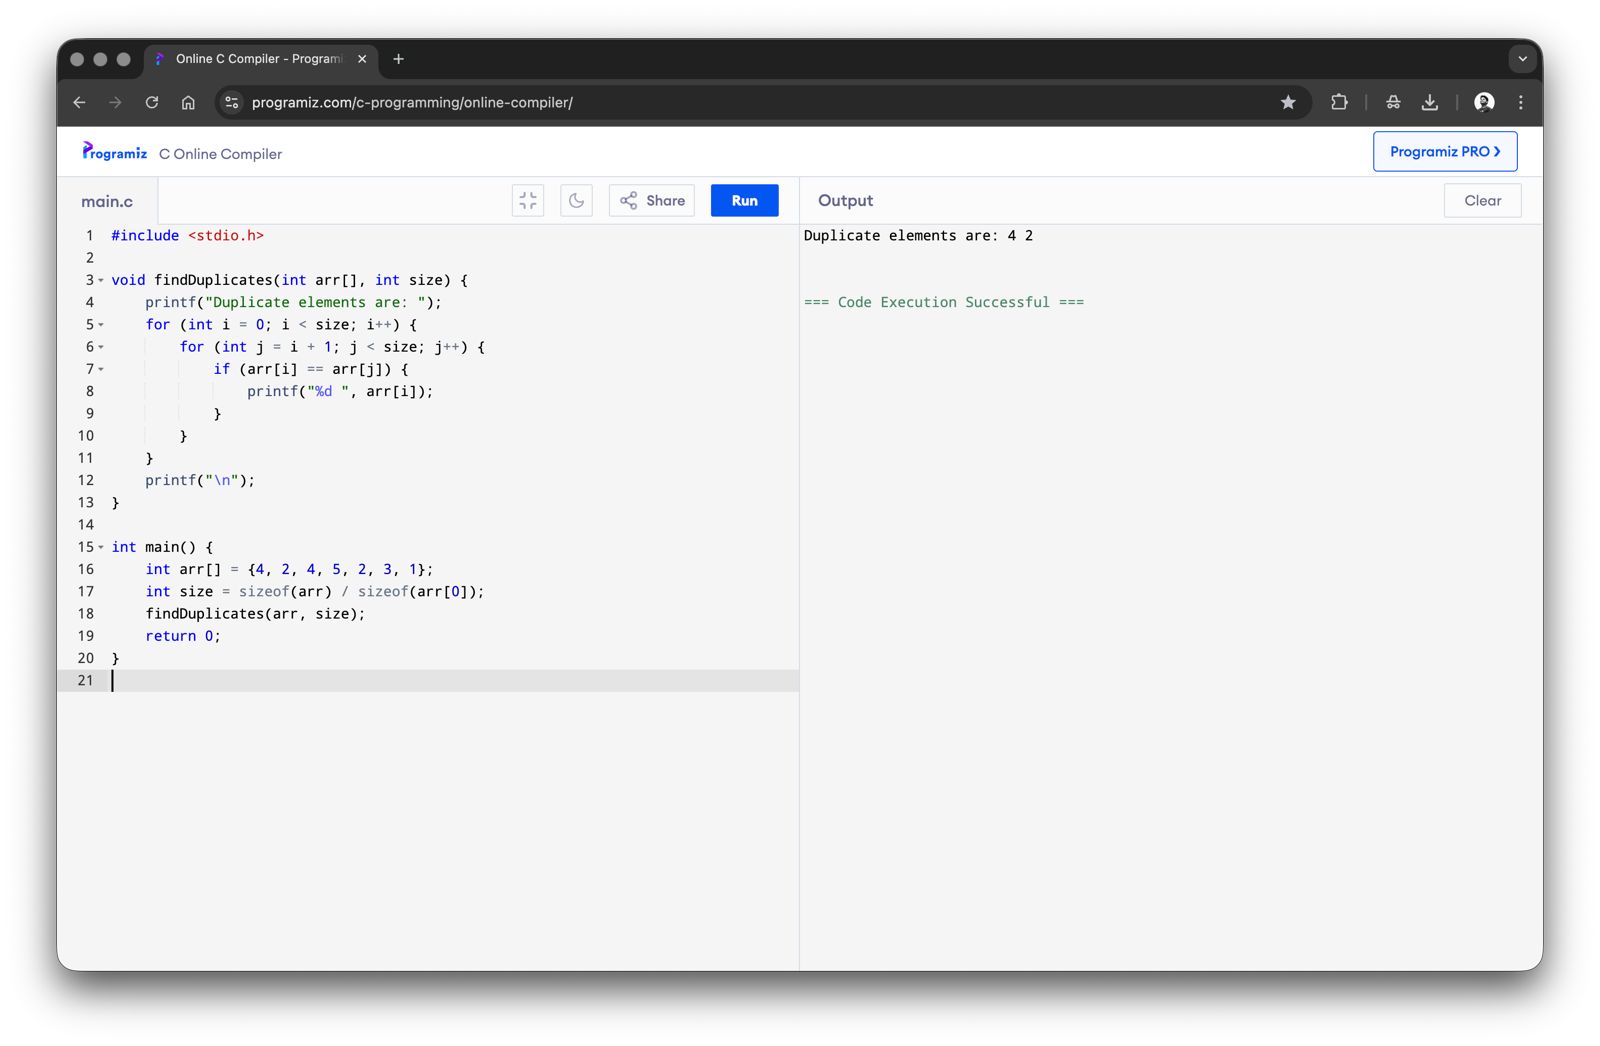 Online C Compiler - Programi
programiz.com/c-programming/online-compiler/
Programiz C Online Compiler
Programiz PRO ❯
main.c
Share
Run
Output
Clear
1 #include <stdio.h>
2
3 void findDuplicates(int arr[], int size) {
4     printf("Duplicate elements are: ");
5     for (int i = 0; i < size; i++) {
6         for (int j = i + 1; j < size; j++) {
7             if (arr[i] == arr[j]) {
8                 printf("%d ", arr[i]);
9             }
10         }
11     }
12     printf("\n");
13 }
14
15 int main() {
16     int arr[] = {4, 2, 4, 5, 2, 3, 1};
17     int size = sizeof(arr) / sizeof(arr[0]);
18     findDuplicates(arr, size);
19     return 0;
20 }
21
Duplicate elements are: 4 2
=== Code Execution Successful ===